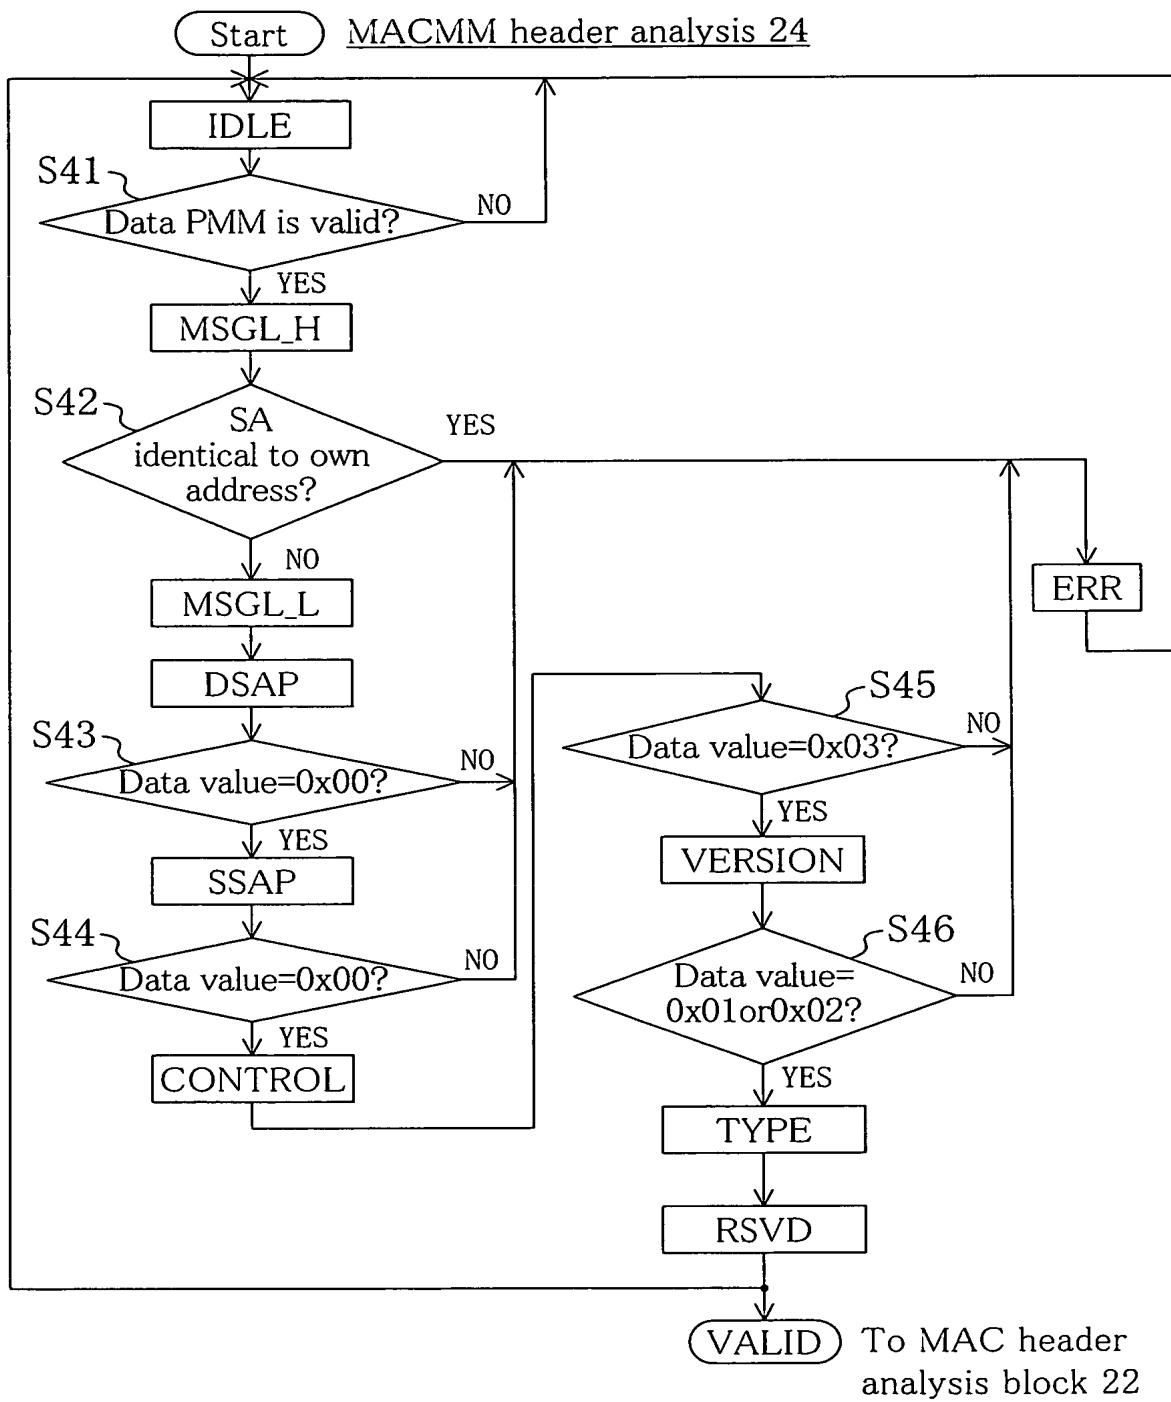 Start
MACMM header analysis 24
IDLE
S41
Data PMM is valid?
NO
YES
MSGL_H
S42
SA
identical to own
address?
YES
NO
MSGL_L
DSAP
S43
Data value=0x00?
NO
YES
SSAP
S44
Data value=0x00?
NO
YES
CONTROL
ERR
S45
Data value=0x03?
NO
YES
VERSION
S46
Data value=
0x01or0x02?
NO
YES
TYPE
RSVD
VALID
To MAC header
analysis block 22